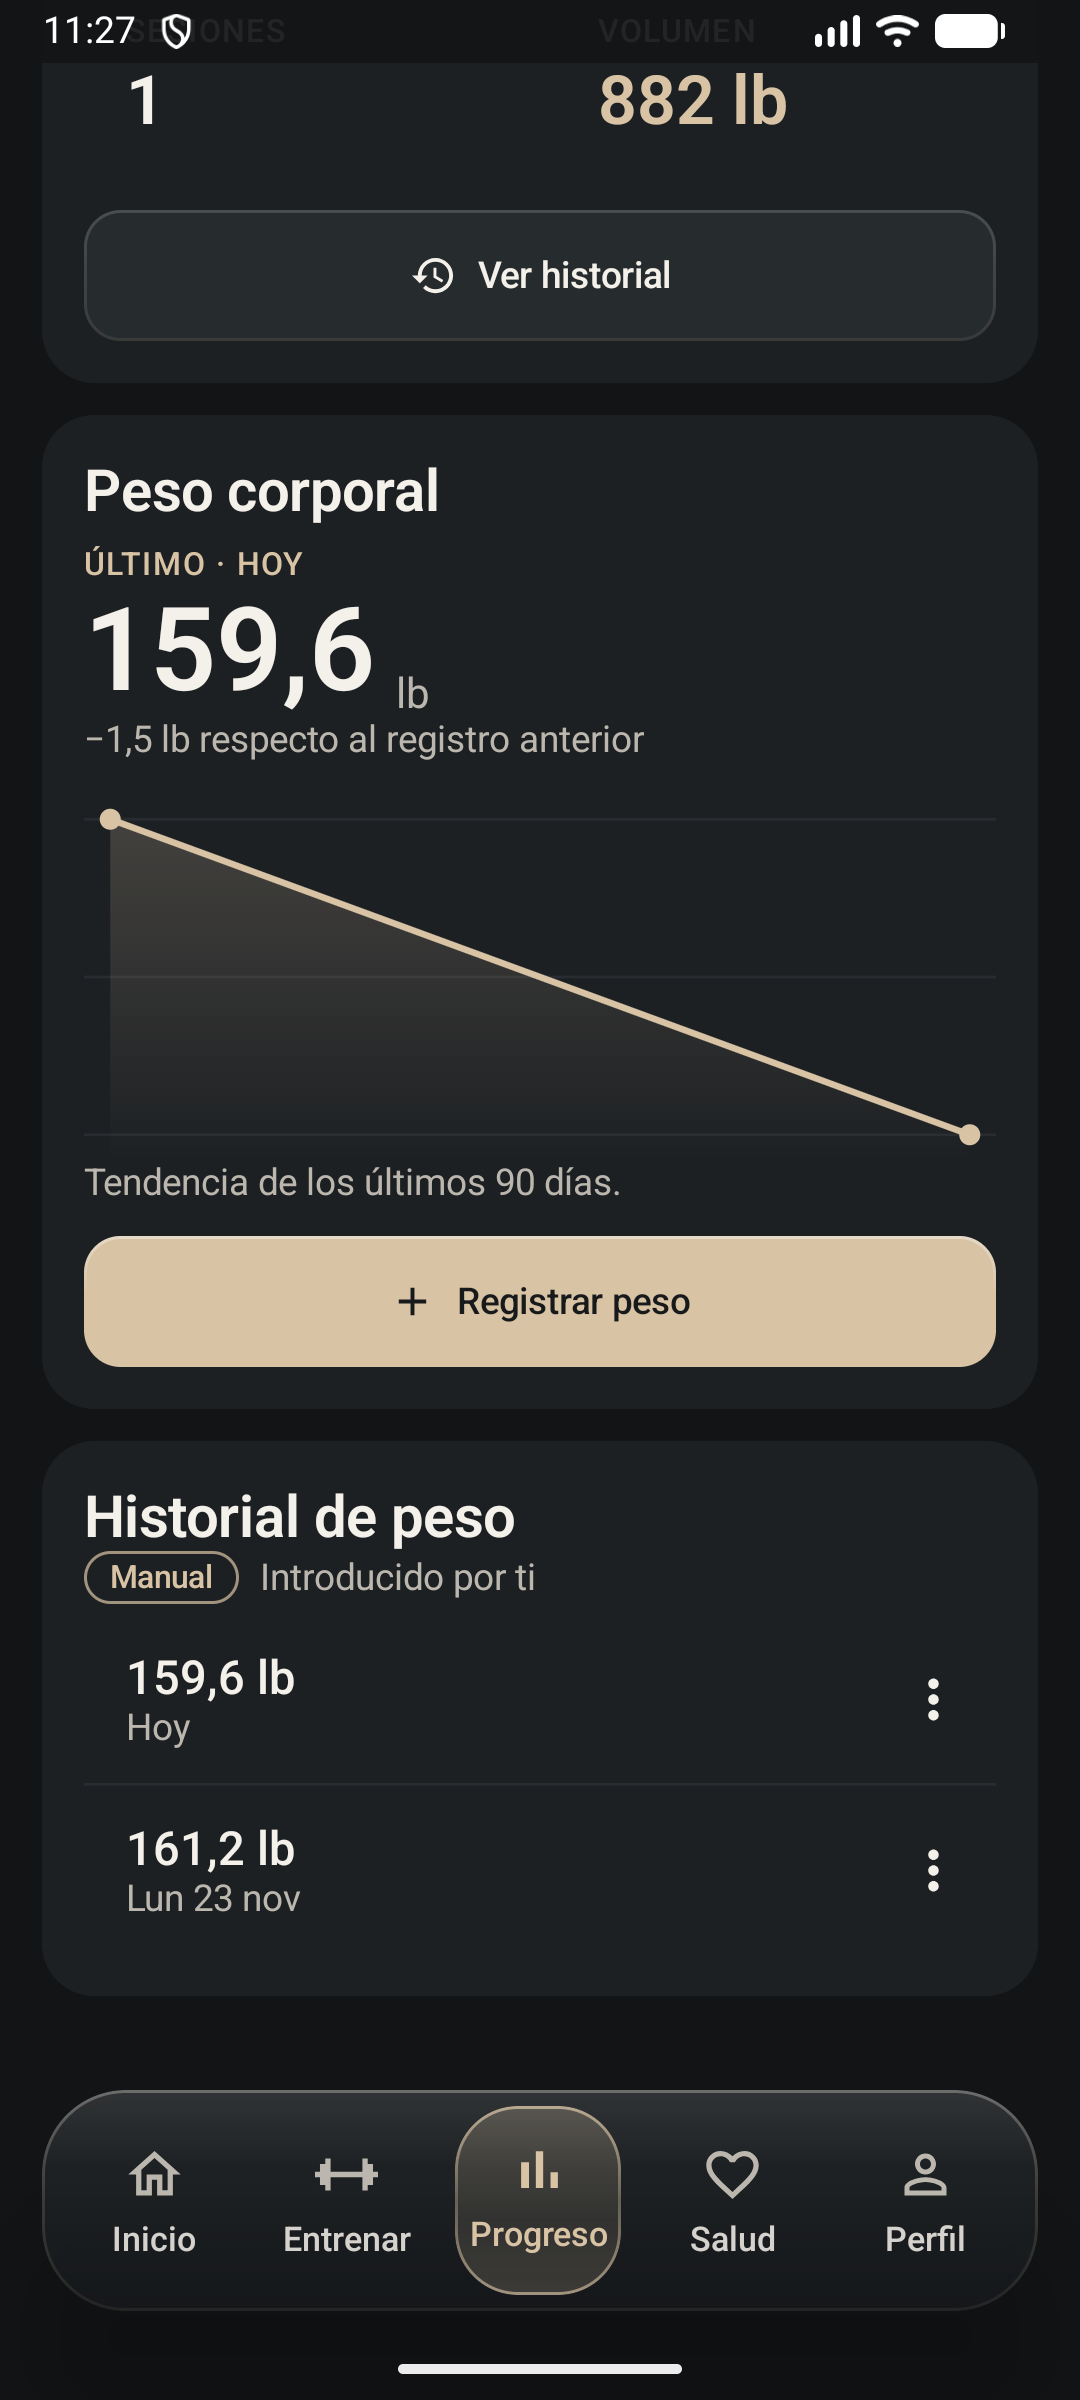 11:27
SESIONES VOLUMEN
1 882 lb
Ver historial
Peso corporal
ÚLTIMO · HOY
159,6 lb
−1,5 lb respecto al registro anterior
Tendencia de los últimos 90 días.
+ Registrar peso
Historial de peso
Manual Introducido por ti
159,6 lb
Hoy
161,2 lb
Lun 23 nov
Inicio Entrenar Progreso Salud Perfil